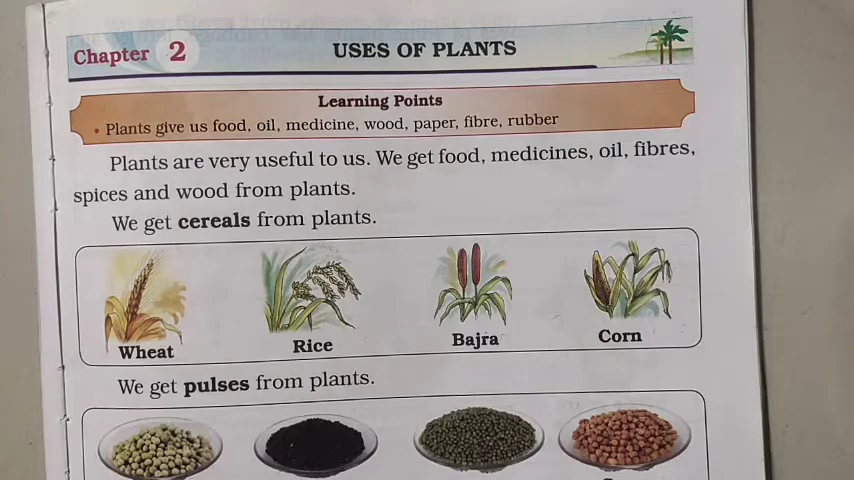 Chapter 2
USES OF PLANTS
Learning Points
• Plants give us food, oil, medicine, wood, paper, fibre, rubber
Plants are very useful to us. We get food, medicines, oil, fibres,
spices and wood from plants.
We get cereals from plants.
Wheat Rice Bajra Corn
We get pulses from plants.